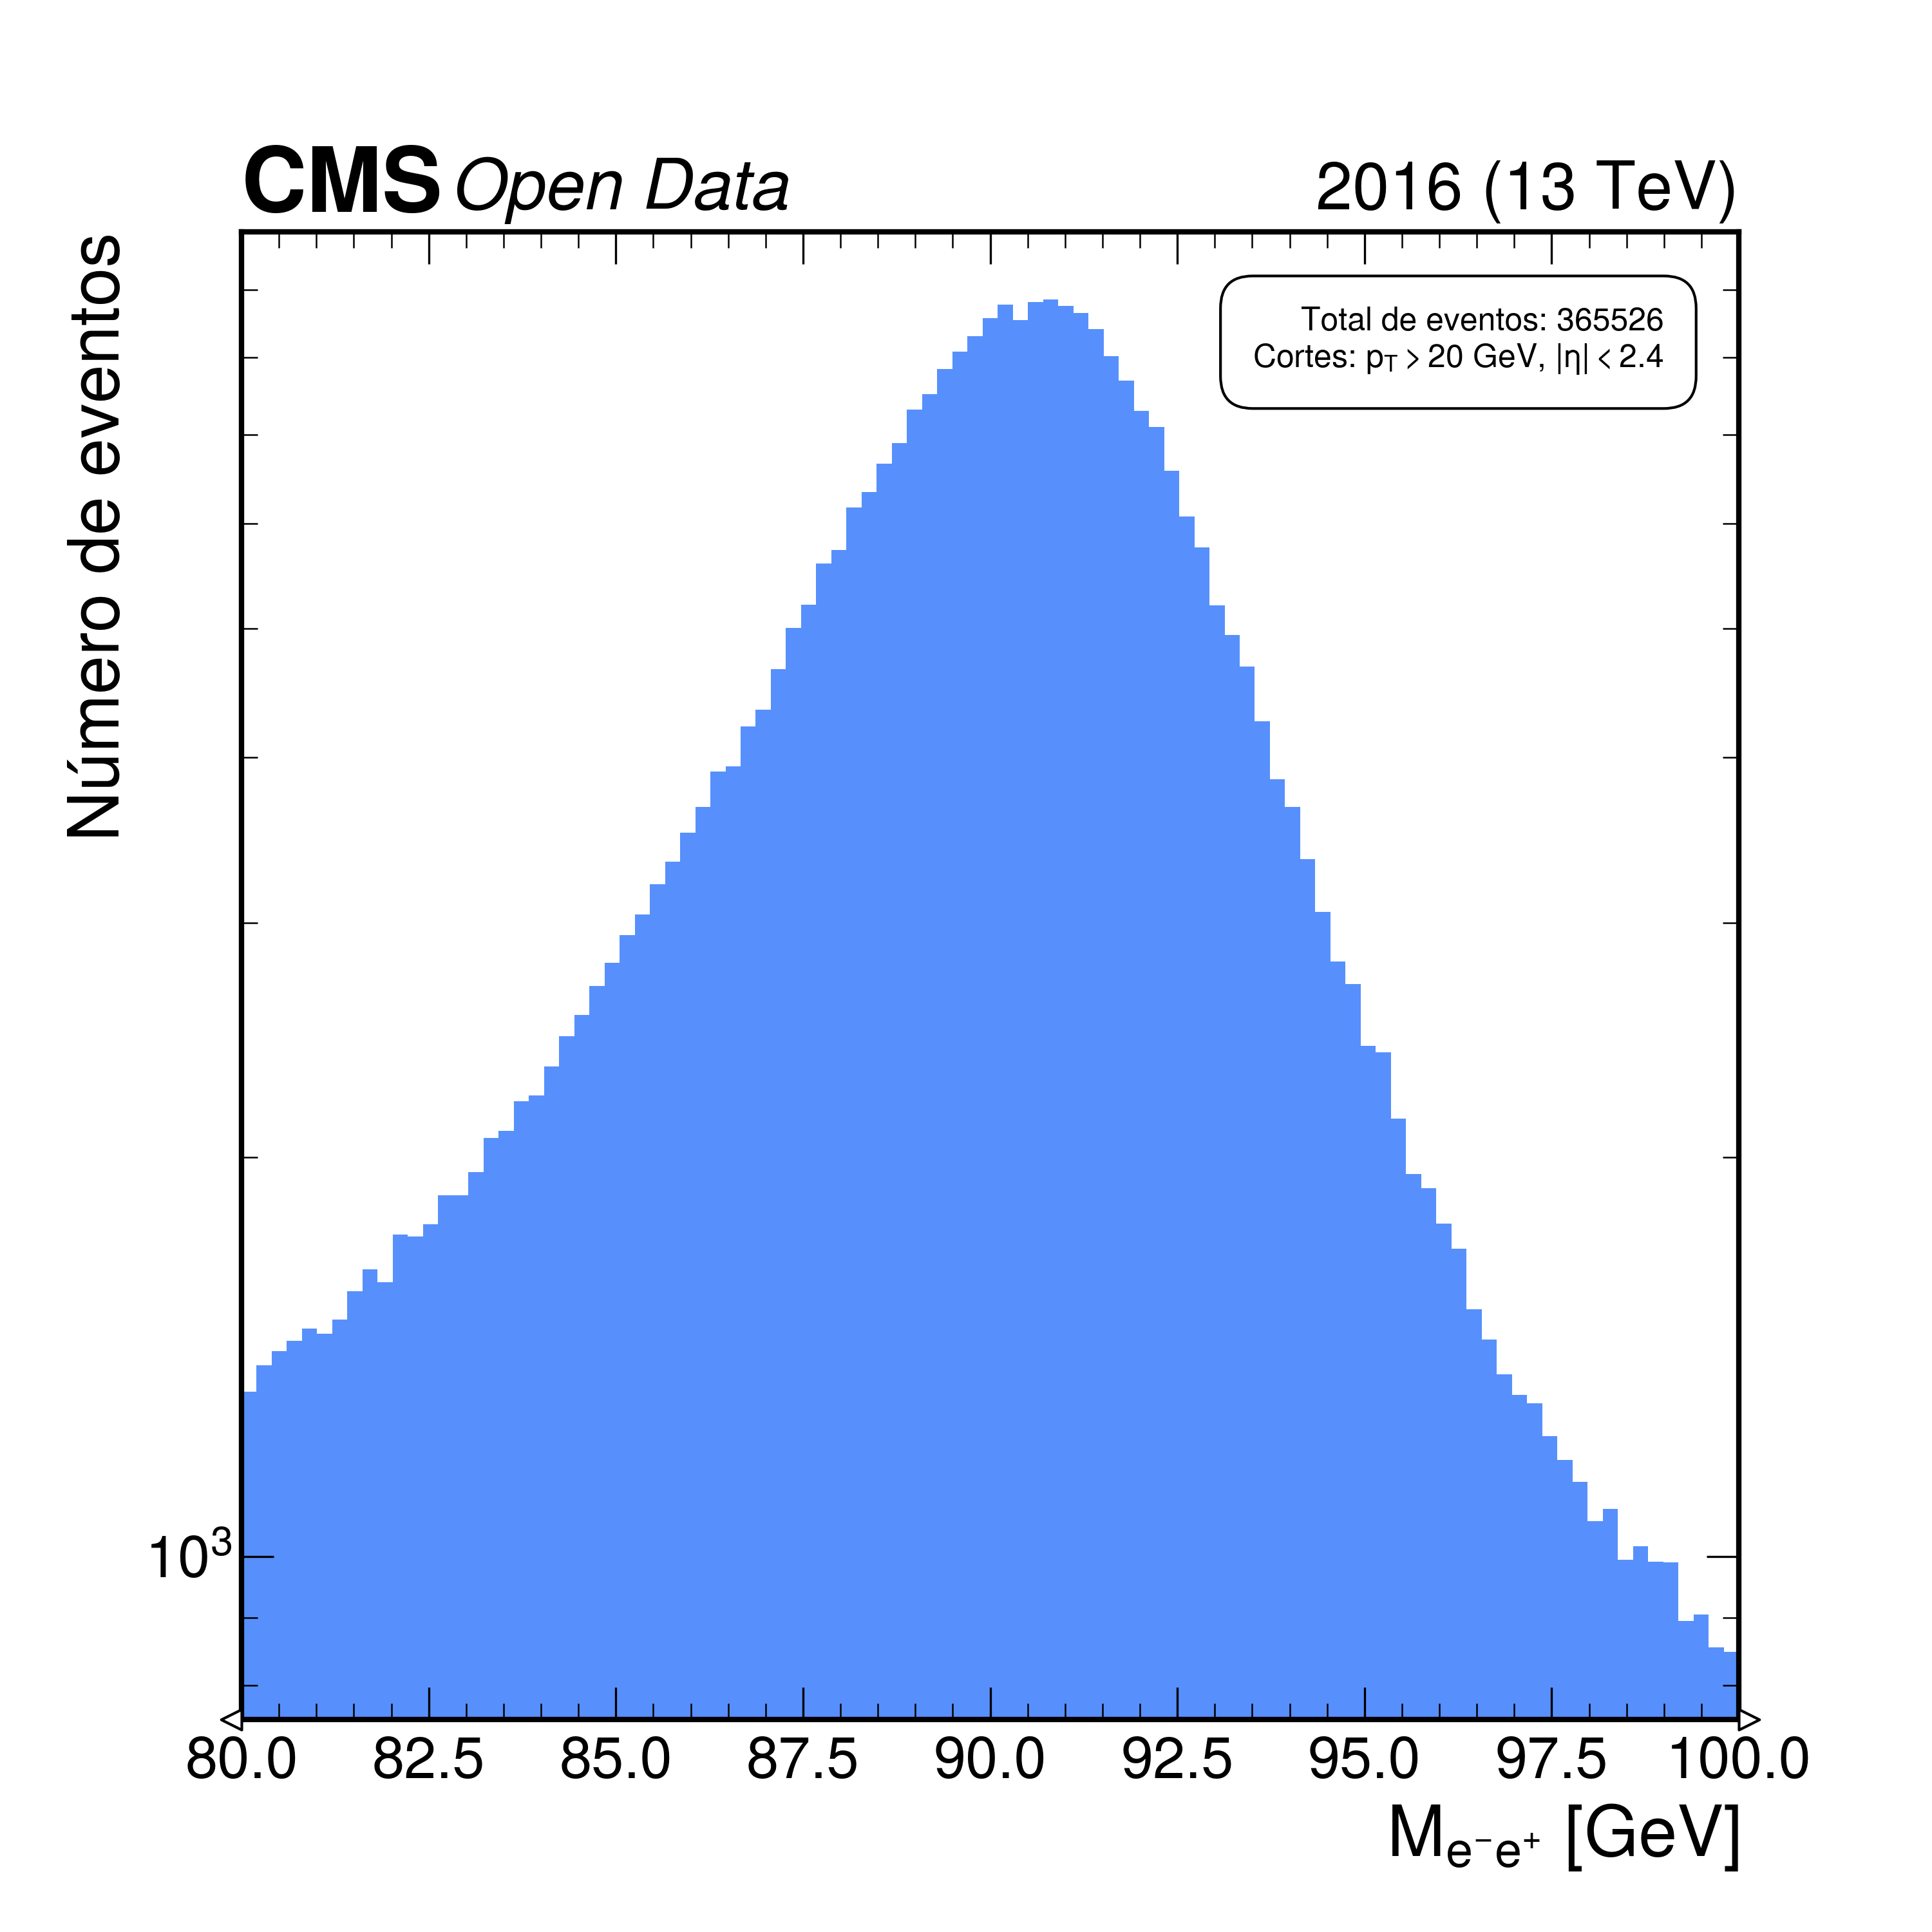 CMS Open Data
2016 (13 TeV)
Número de eventos
Total de eventos: 365526
Cortes: pT > 20 GeV, |η| < 2.4
10³
80.0 82.5 85.0 87.5 90.0 92.5 95.0 97.5 100.0
Me⁻e⁺ [GeV]